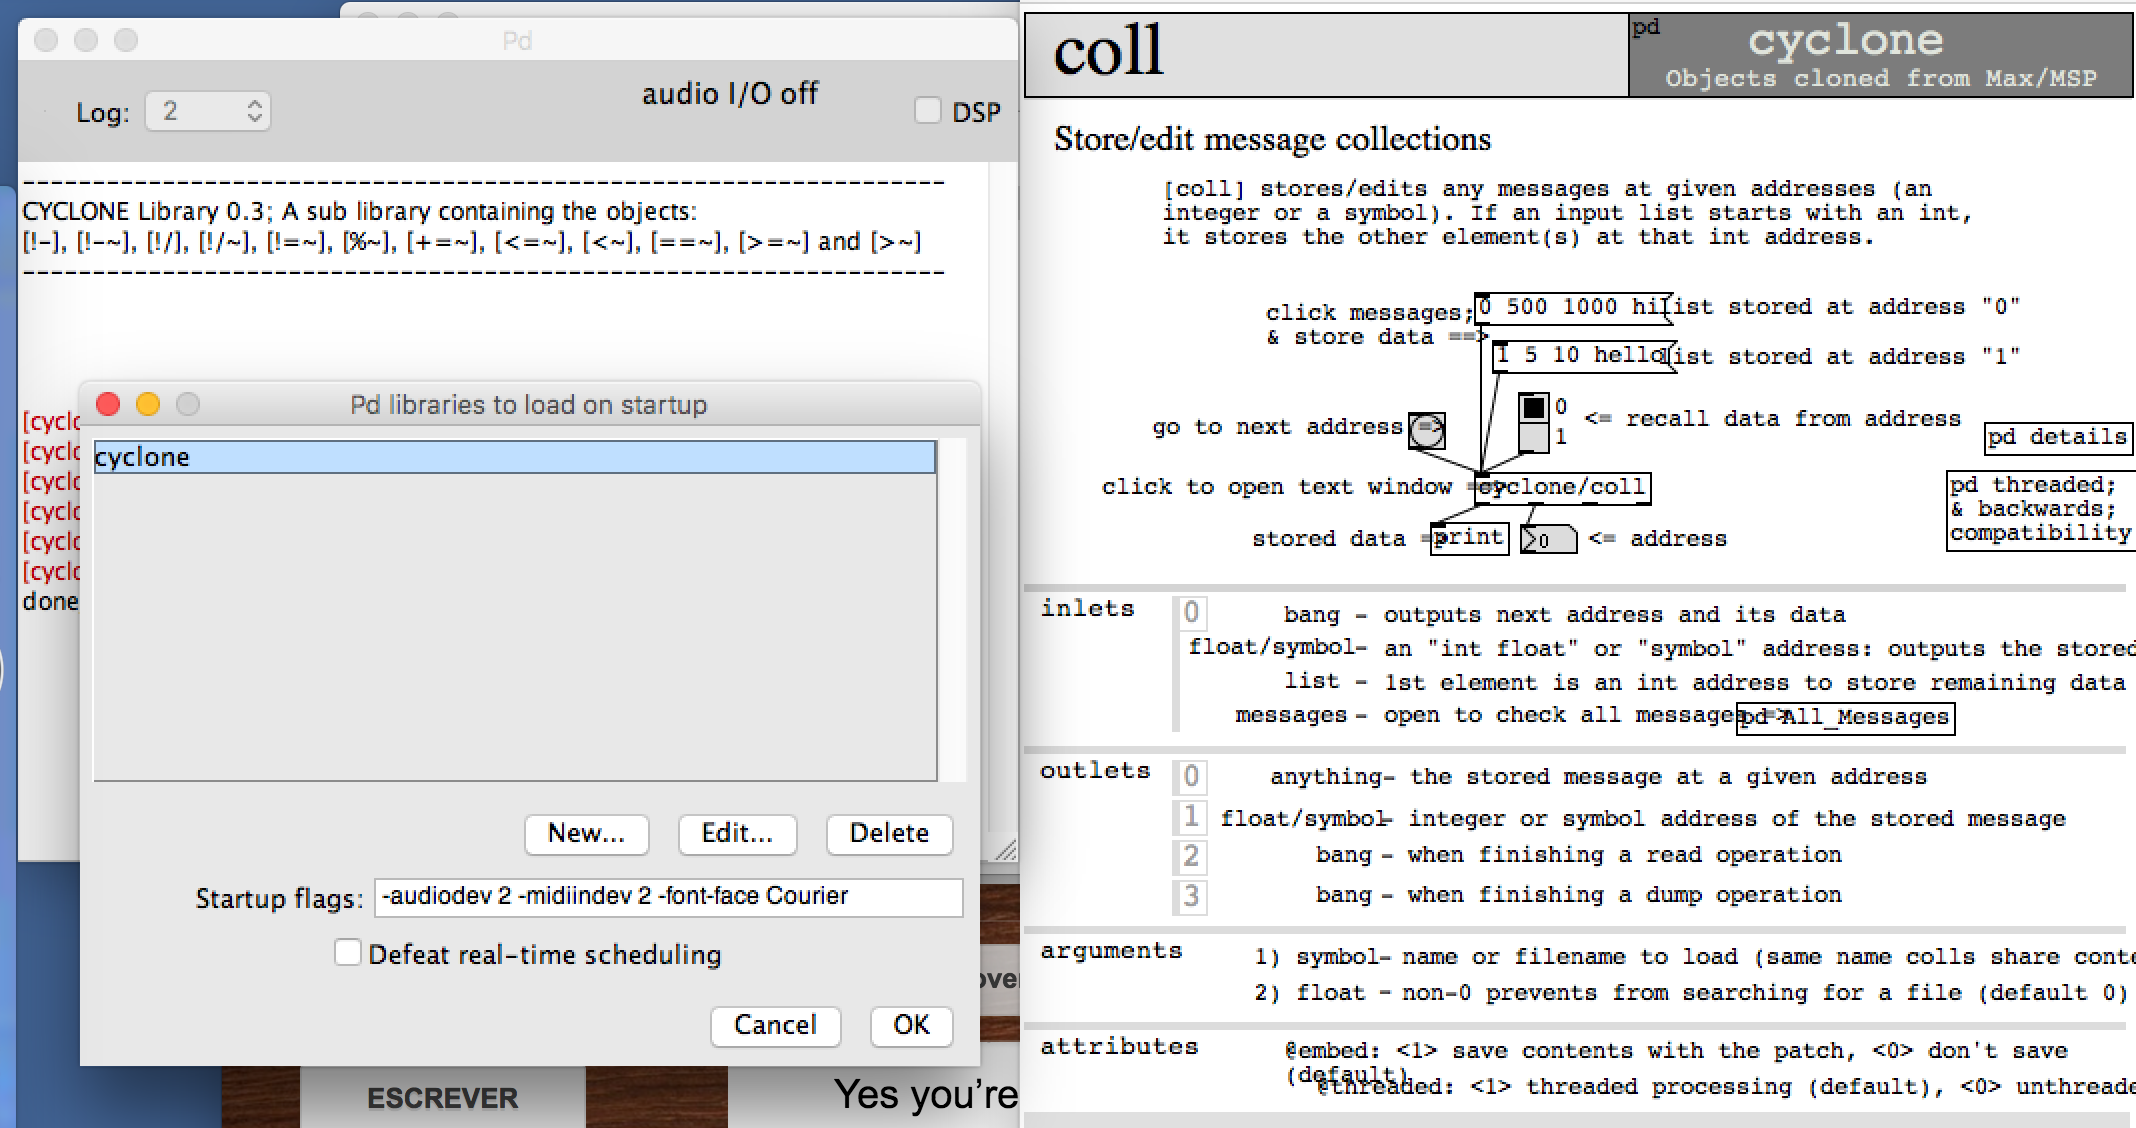 Pd
Log: 2
audio I/O off
DSP
CYCLONE Library 0.3; A sub library containing the objects:
[!-], [!-~], [!/], [!/~], [!=~], [%~], [+=~], [<=~], [<~], [==~], [>=~] and [>~]
[cyclo
[cyclo
[cyclo
[cyclo
[cyclo
[cyclo
done
Pd libraries to load on startup
cyclone
New...
Edit...
Delete
Startup flags: -audiodev 2 -midiindev 2 -font-face Courier
Defeat real-time scheduling
Cancel
OK
ESCREVER
Yes you're
coll
pd
cyclone
Objects cloned from Max/MSP
Store/edit message collections
[coll] stores/edits any messages at given addresses (an
integer or a symbol). If an input list starts with an int,
it stores the other element(s) at that int address.
click messages;
& store data ==>
0 500 1000 hi
list stored at address "0"
1 5 10 hello
list stored at address "1"
go to next address =>
0
1
<= recall data from address
pd details
click to open text window ==>
cyclone/coll
pd threaded;
& backwards;
compatibility
stored data =>
print
0
<= address
inlets
0
bang - outputs next address and its data
float/symbol- an "int float" or "symbol" address: outputs the stored
list - 1st element is an int address to store remaining data
messages - open to check all messages =>
pd All_Messages
outlets
0 anything- the stored message at a given address
1 float/symbol- integer or symbol address of the stored message
2 bang - when finishing a read operation
3 bang - when finishing a dump operation
arguments
1) symbol- name or filename to load (same name colls share conte
2) float - non-0 prevents from searching for a file (default 0)
attributes
@embed: <1> save contents with the patch, <0> don't save
(default)
@threaded: <1> threaded processing (default), <0> unthreade